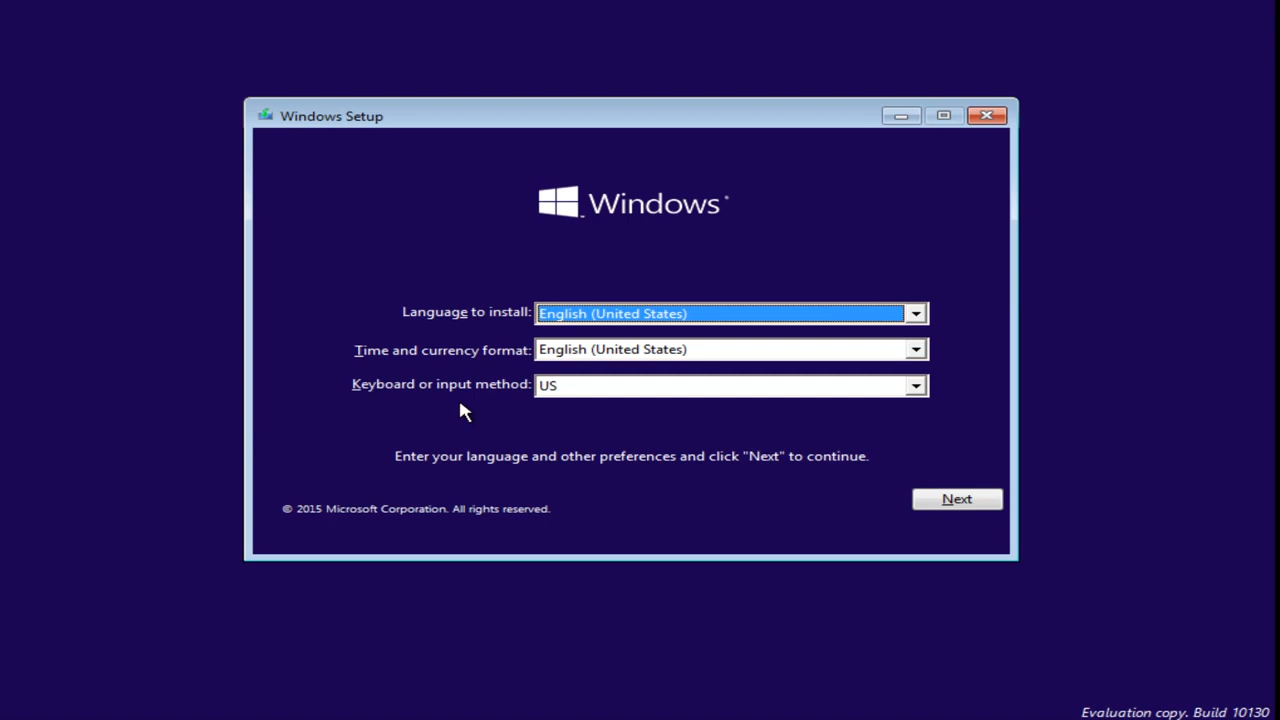 Windows Setup
Windows
Language to install: English (United States)
Time and currency format: English (United States)
Keyboard or input method: US
Enter your language and other preferences and click "Next" to continue.
Next
© 2015 Microsoft Corporation. All rights reserved.
Evaluation copy. Build 10130